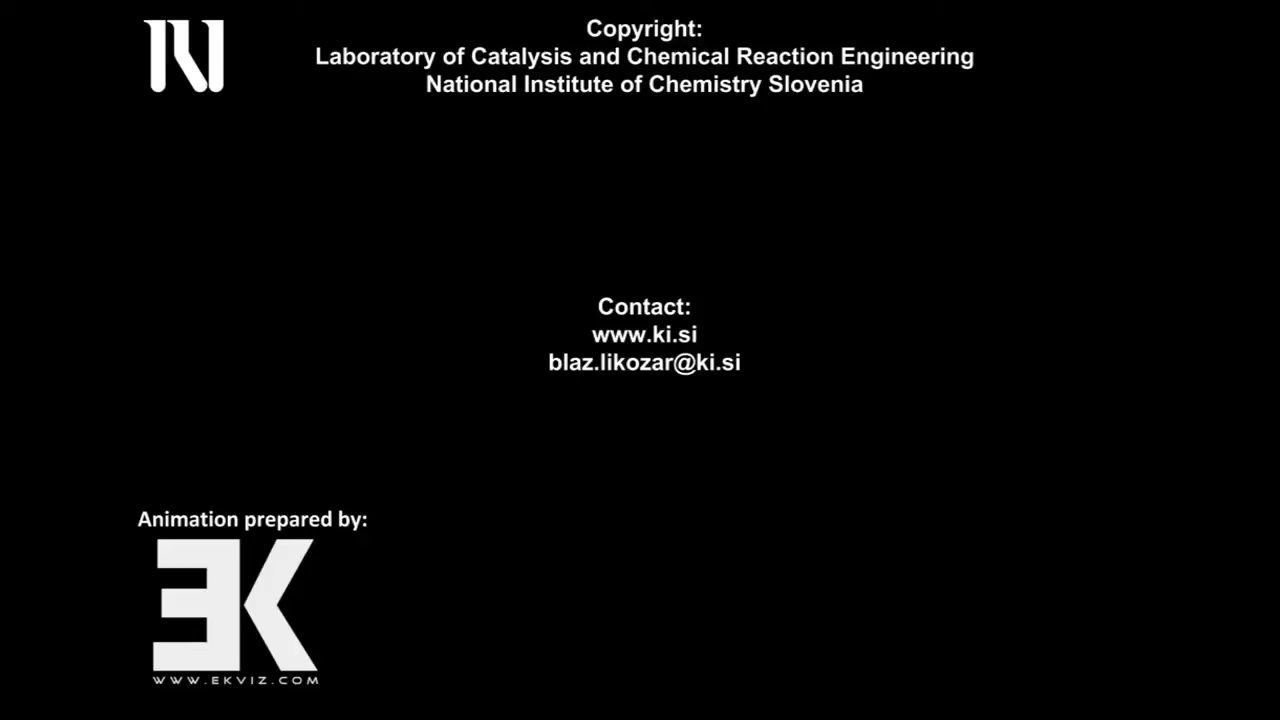 Copyright:
Laboratory of Catalysis and Chemical Reaction Engineering
National Institute of Chemistry Slovenia
Contact:
www.ki.si
blaz.likozar@ki.si
Animation prepared by:
EK
WWW.EKVIZ.COM